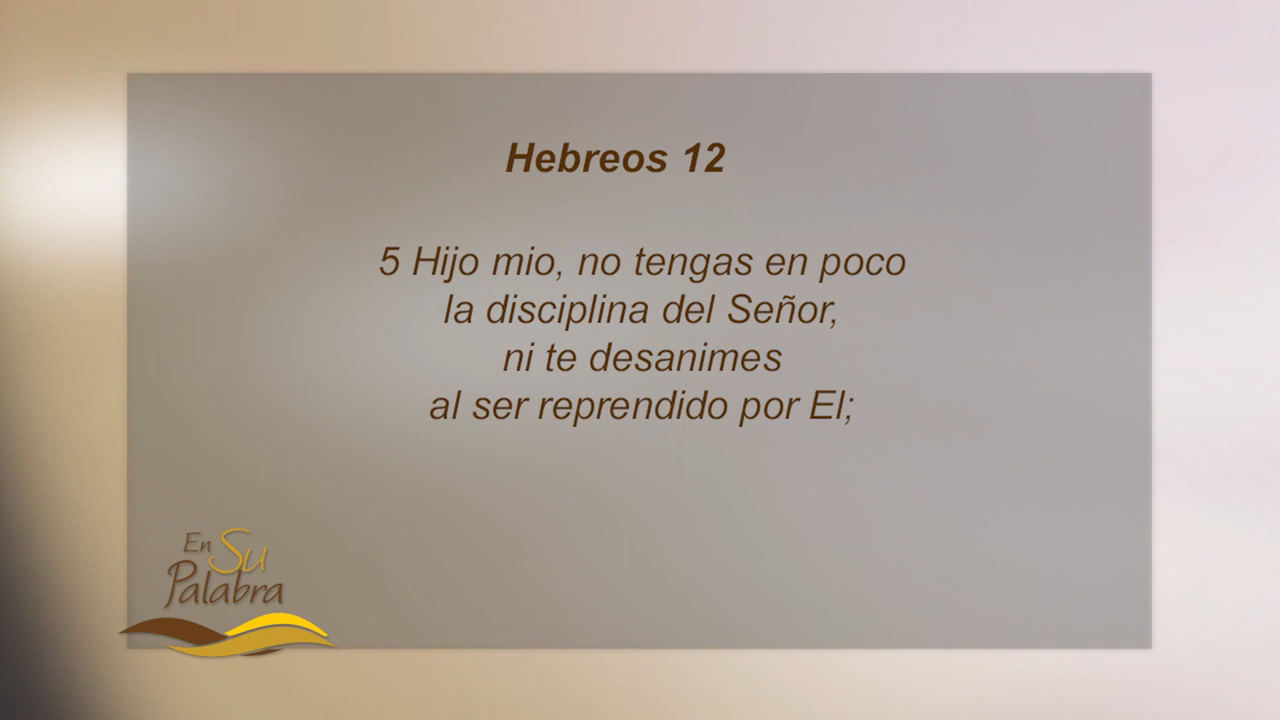 Hebreos 12
5 Hijo mio, no tengas en poco
la disciplina del Señor,
ni te desanimes
al ser reprendido por El;
En Su
Palabra